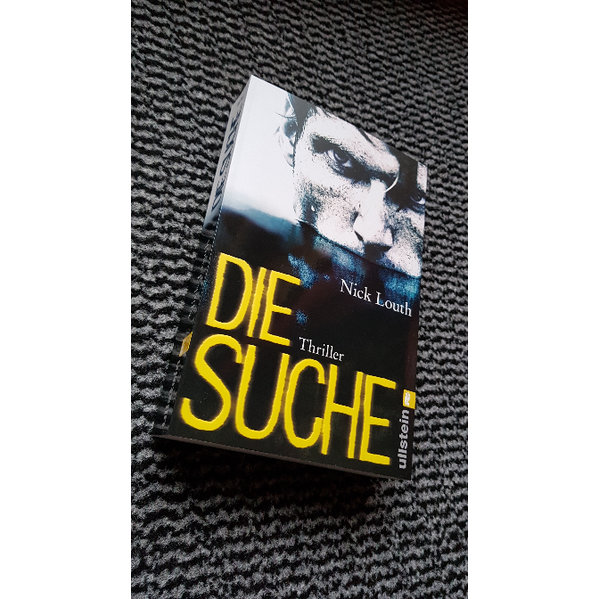 Nick Louth
DIE
Thriller
SUCHE
ullstein